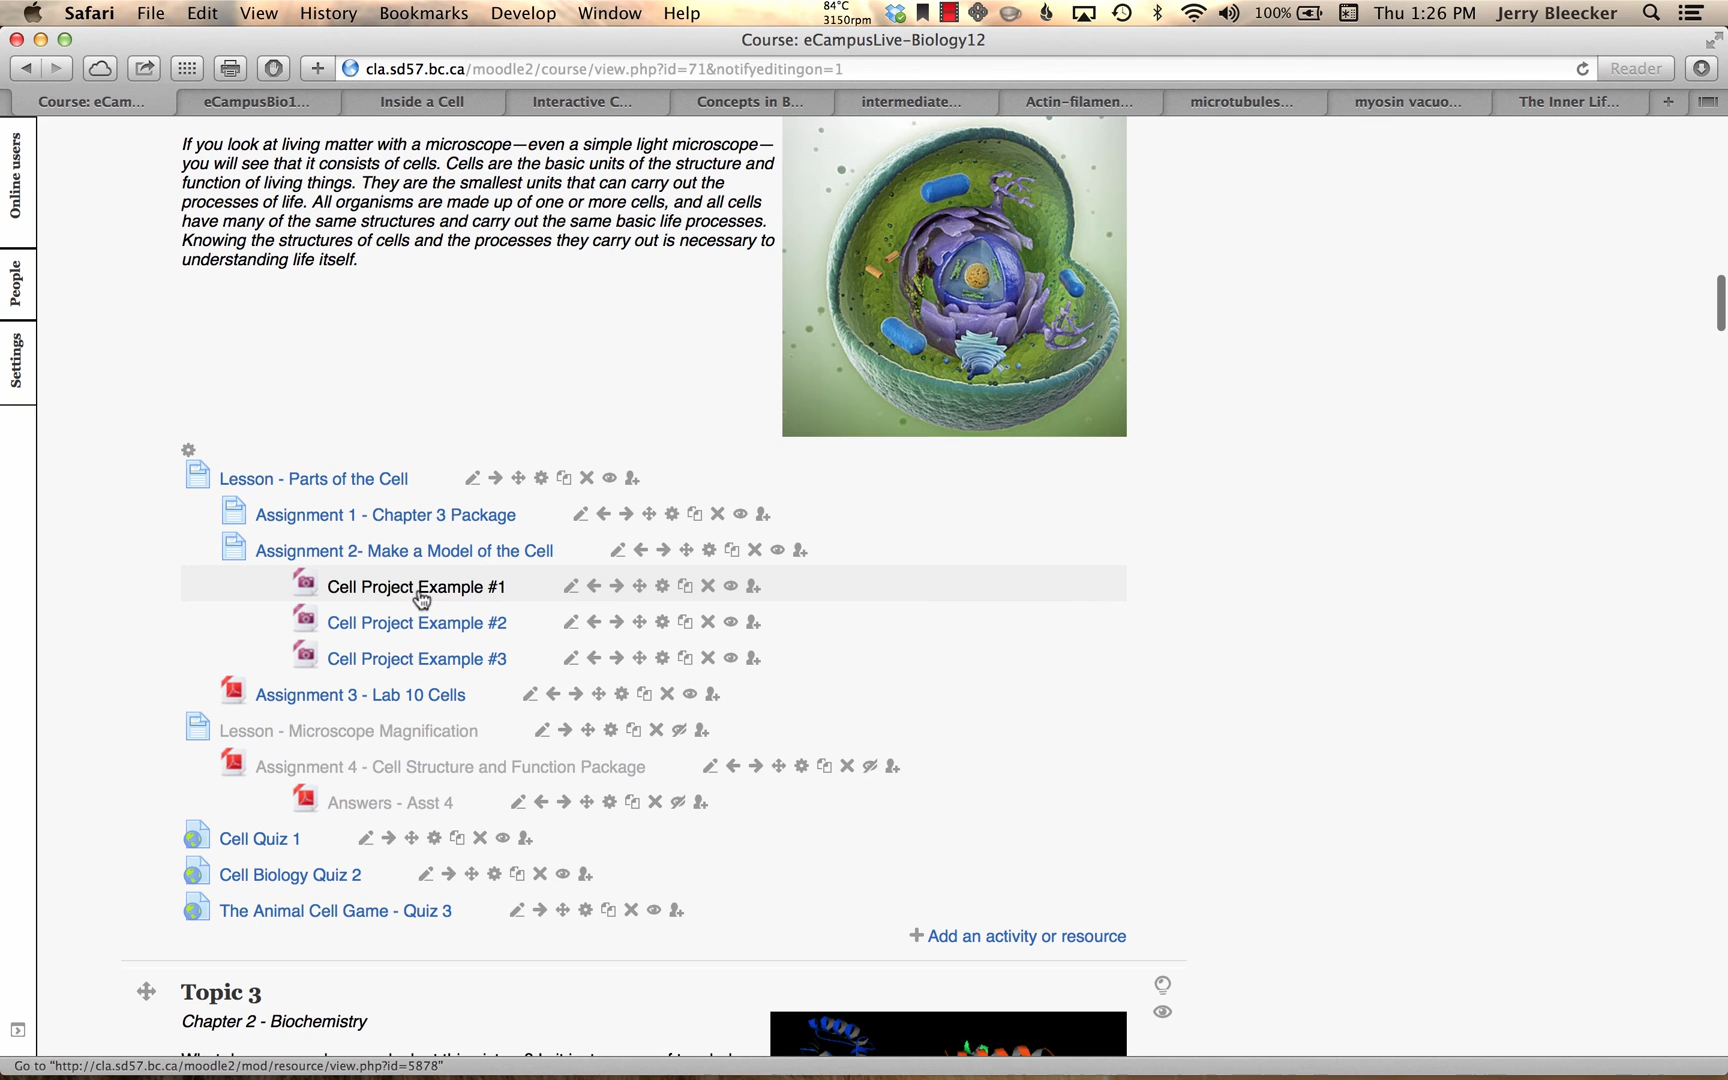 Safari File Edit View History Bookmarks Develop Window Help 84°C 3150rpm 100% Thu 1:26 PM Jerry Bleecker
Course: eCampusLive-Biology12
cla.sd57.bc.ca/moodle2/course/view.php?id=71&notifyeditingon=1 Reader
Course: eCam... eCampusBio1... Inside a Cell Interactive C... Concepts in B... intermediate... Actin-filamen... microtubules... myosin vacuo... The Inner Lif...
Online users
People
Settings
If you look at living matter with a microscope—even a simple light microscope—
you will see that it consists of cells. Cells are the basic units of the structure and
function of living things. They are the smallest units that can carry out the
processes of life. All organisms are made up of one or more cells, and all cells
have many of the same structures and carry out the same basic life processes.
Knowing the structures of cells and the processes they carry out is necessary to
understanding life itself.
Lesson - Parts of the Cell
Assignment 1 - Chapter 3 Package
Assignment 2- Make a Model of the Cell
Cell Project Example #1
Cell Project Example #2
Cell Project Example #3
Assignment 3 - Lab 10 Cells
Lesson - Microscope Magnification
Assignment 4 - Cell Structure and Function Package
Answers - Asst 4
Cell Quiz 1
Cell Biology Quiz 2
The Animal Cell Game - Quiz 3
Add an activity or resource
Topic 3
Chapter 2 - Biochemistry
Go to "http://cla.sd57.bc.ca/moodle2/mod/resource/view.php?id=5878"